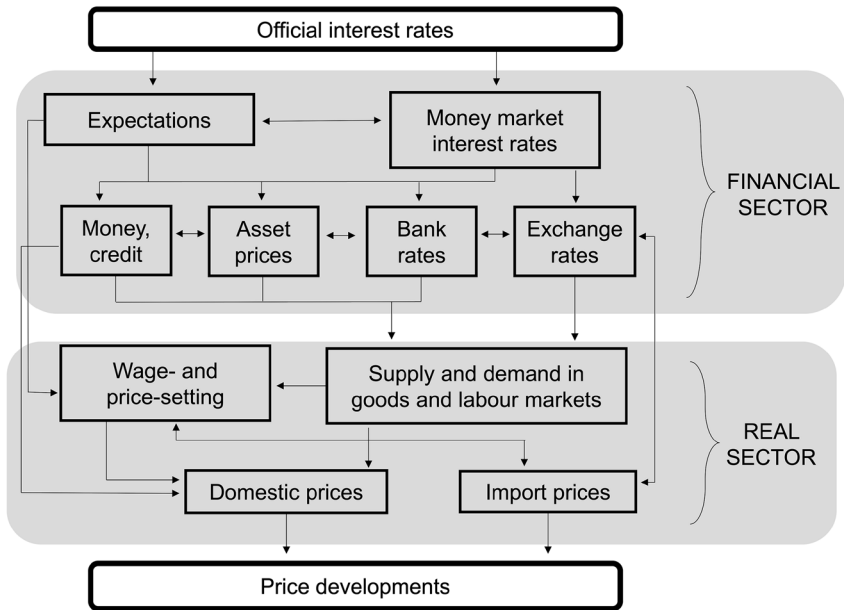 Official interest rates
Expectations
Money market
interest rates
FINANCIAL
SECTOR
Money,
credit
Asset
prices
Bank
rates
Exchange
rates
Wage- and
price-setting
Supply and demand in
goods and labour markets
REAL
SECTOR
Domestic prices
Import prices
Price developments